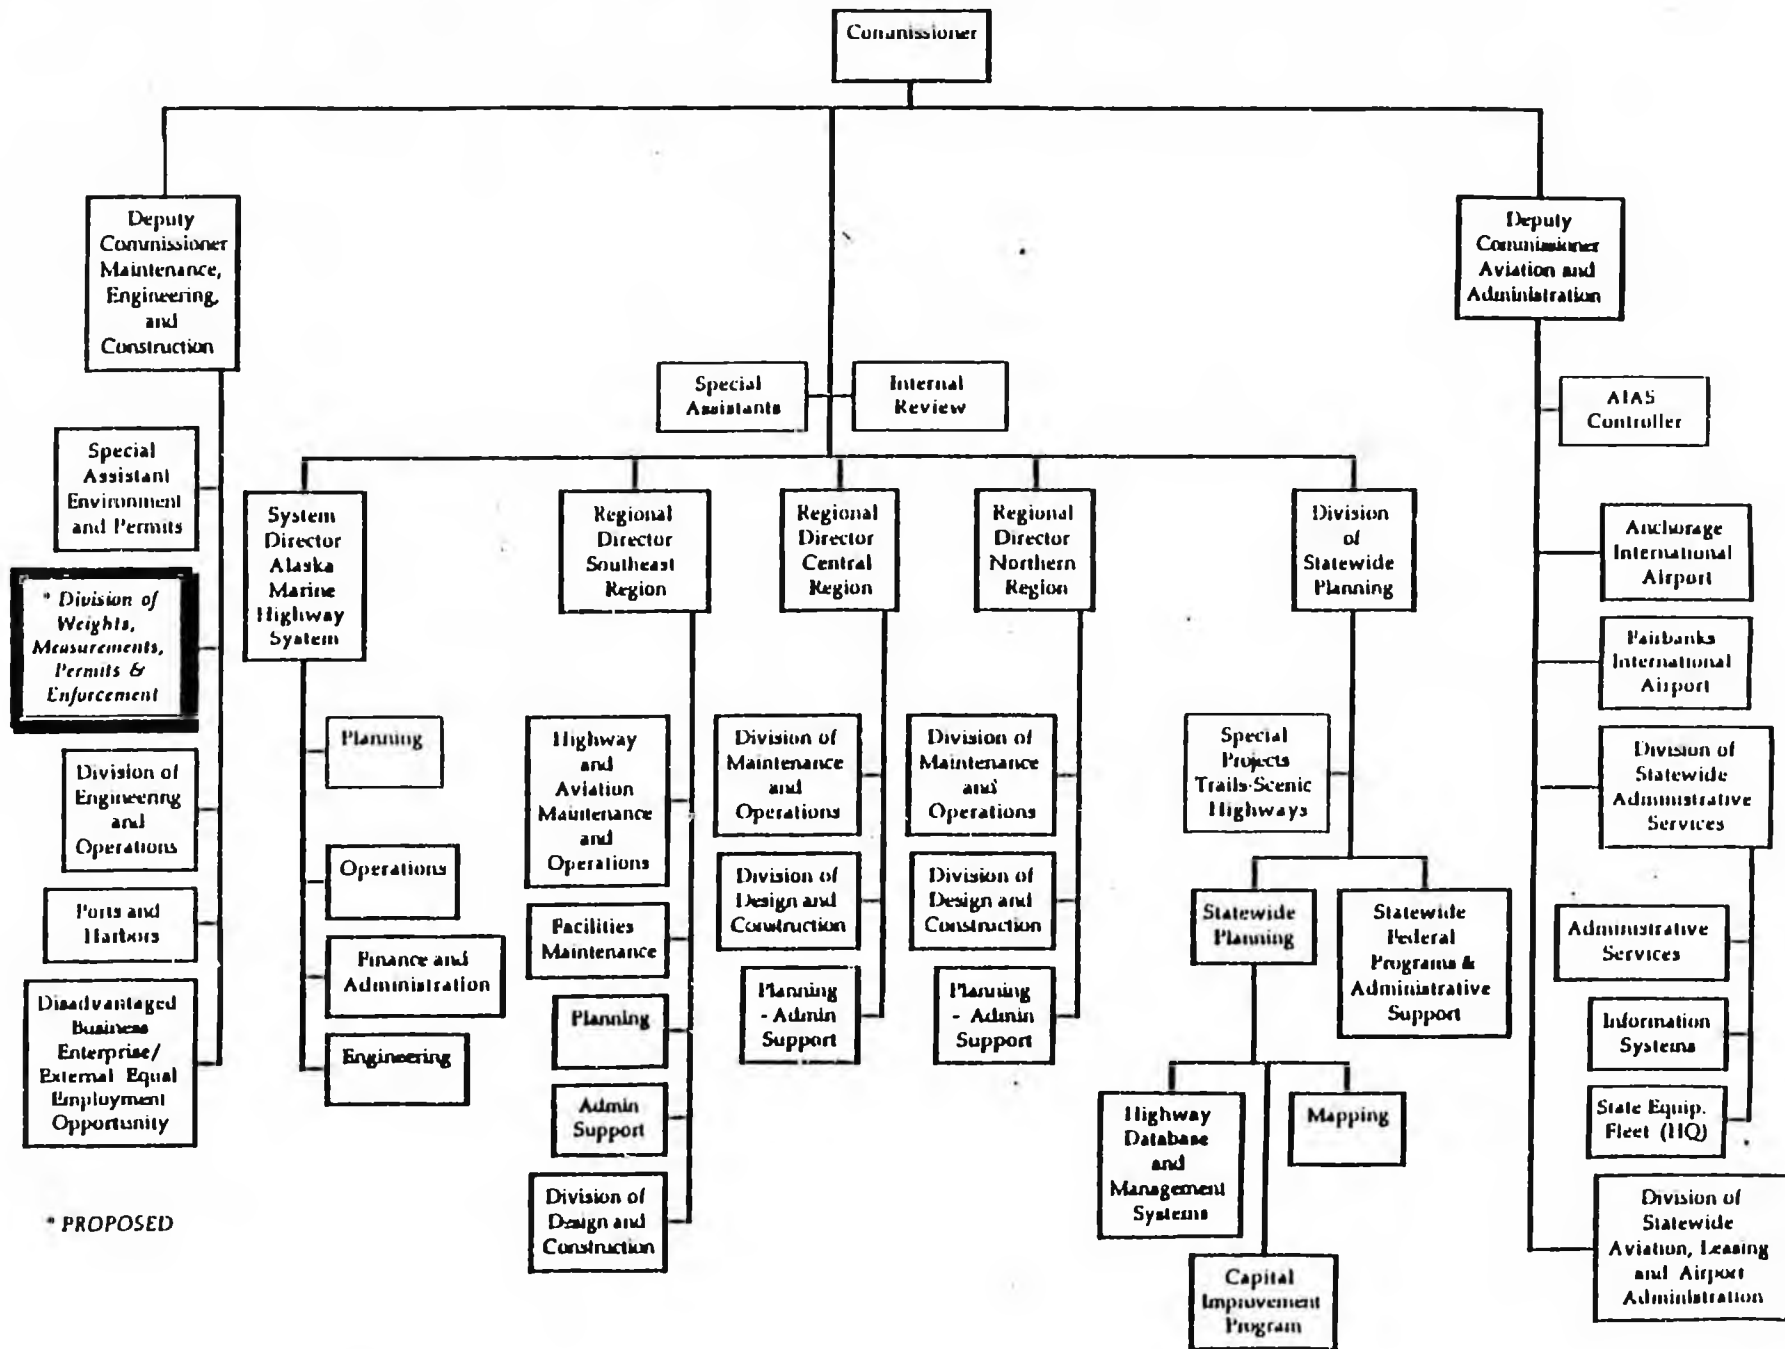 Commissioner
Deputy
Commissioner
Maintenance,
Engineering,
and
Construction
Deputy
Commissioner
Aviation and
Administration
Special
Assistants
Internal
Review
AIAS
Controller
Special
Assistant
Environment
and Permits
* Division of
Weights,
Measurements,
Permits &
Enforcement
Division of
Engineering
and
Operations
Ports and
Harbors
Disadvantaged
Business
Enterprise/
External Equal
Employment
Opportunity
System
Director
Alaska
Marine
Highway
System
Planning
Operations
Finance and
Administration
Engineering
Regional
Director
Southeast
Region
Highway
and
Aviation
Maintenance
and
Operations
Facilities
Maintenance
Planning
Admin
Support
Division of
Design and
Construction
Regional
Director
Central
Region
Division of
Maintenance
and
Operations
Division of
Design and
Construction
Planning
- Admin
Support
Regional
Director
Northern
Region
Division of
Maintenance
and
Operations
Division of
Design and
Construction
Planning
- Admin
Support
Division
of
Statewide
Planning
Special
Projects
Trails-Scenic
Highways
Statewide
Planning
Statewide
Federal
Programs &
Administrative
Support
Highway
Database
and
Management
Systems
Mapping
Capital
Improvement
Program
Anchorage
International
Airport
Fairbanks
International
Airport
Division of
Statewide
Administrative
Services
Administrative
Services
Information
Systems
State Equip.
Fleet (HQ)
Division of
Statewide
Aviation, Leasing
and Airport
Administration
* PROPOSED